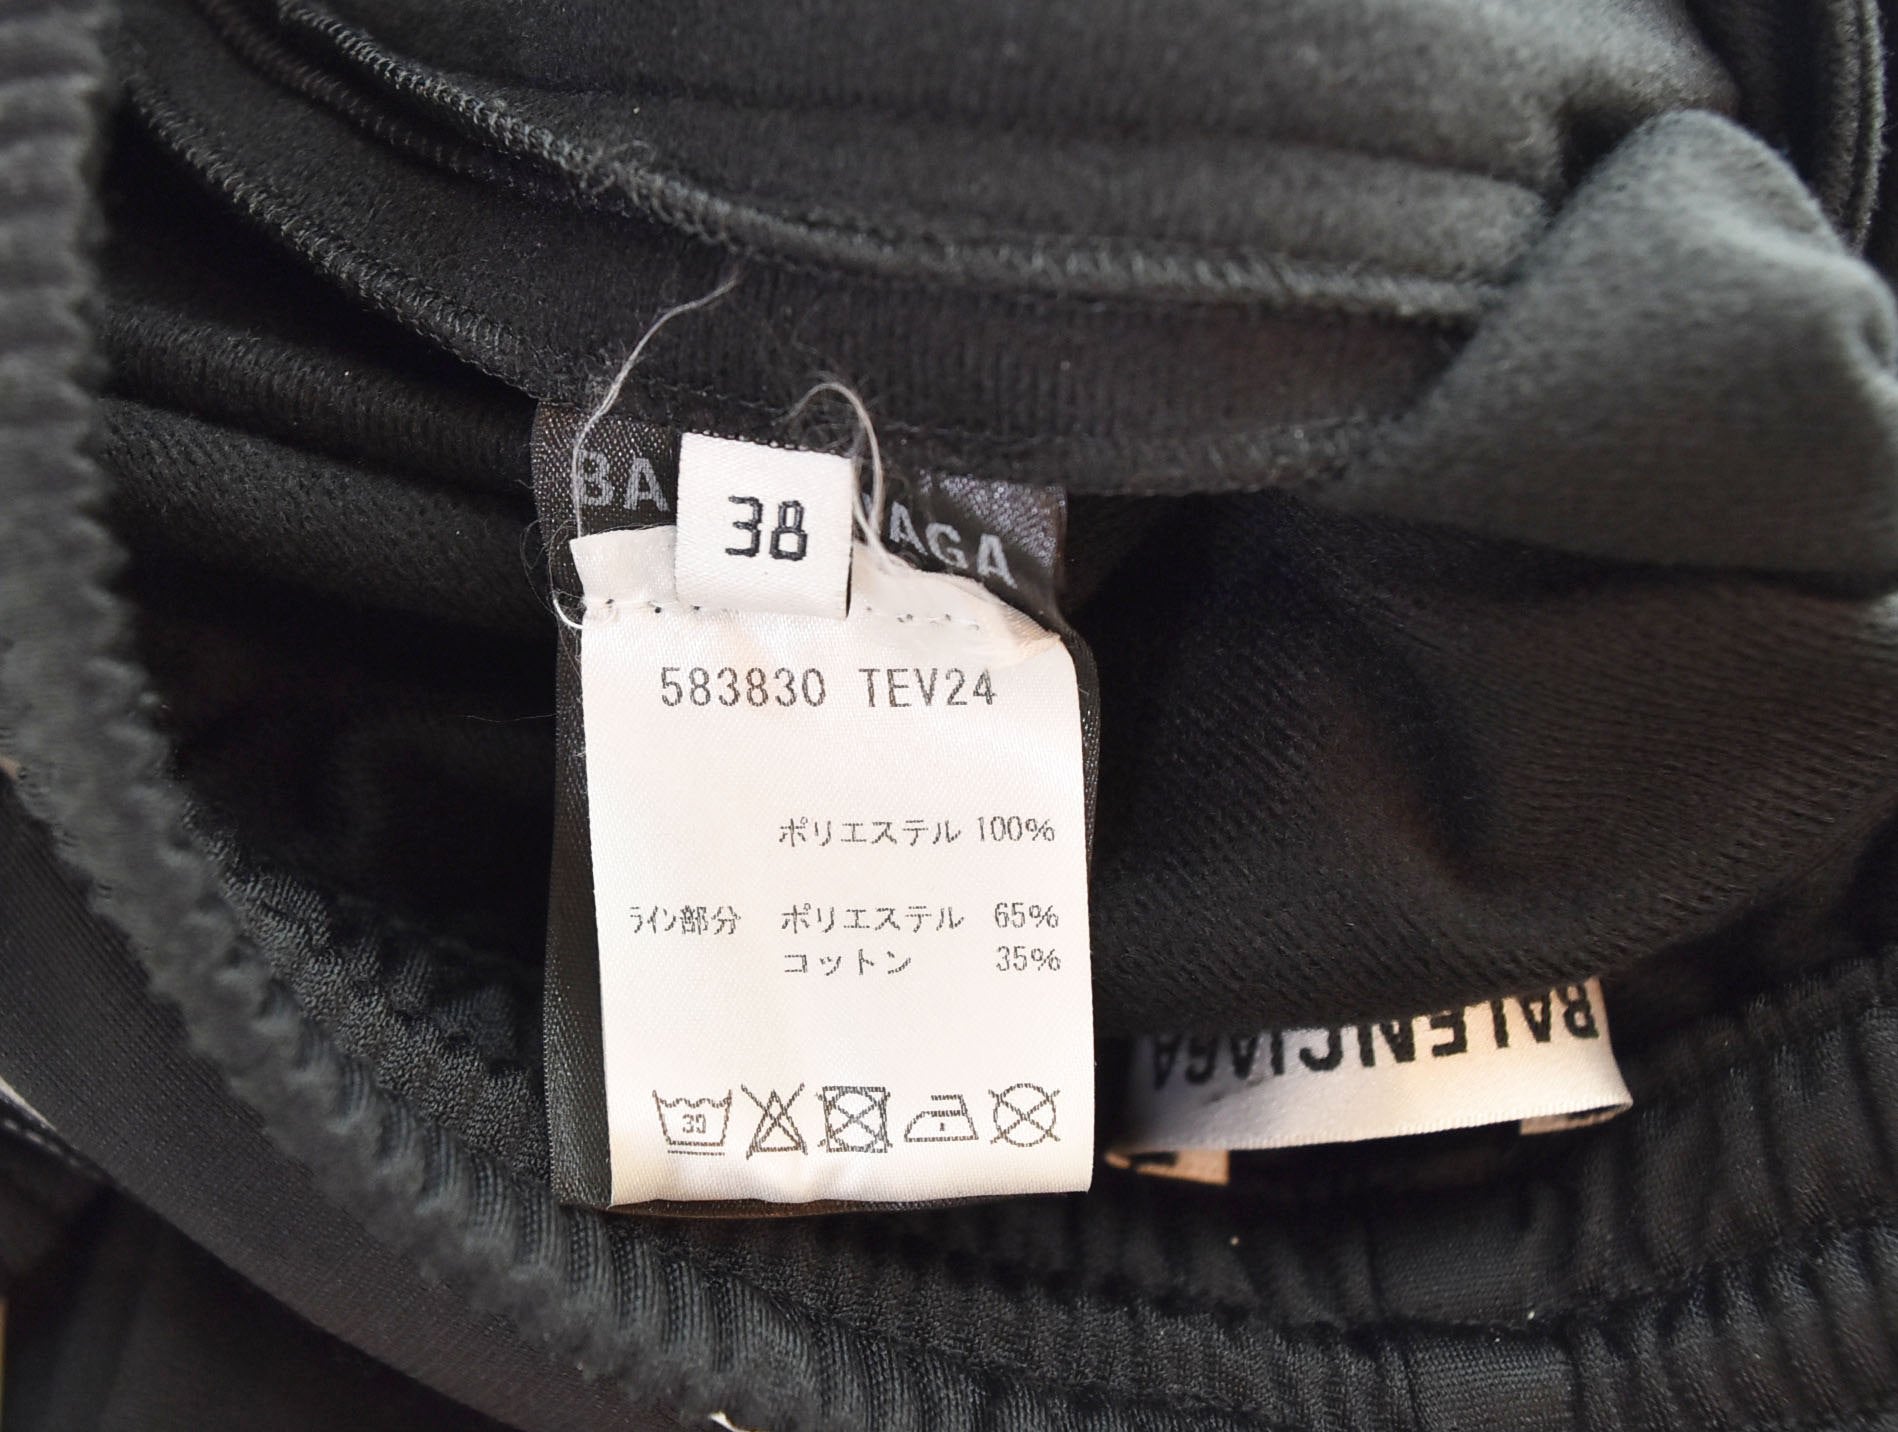 BA
38
AGA
583830 TEV24
ポリエステル 100%
ﾗｲﾝ部分 ポリエステル 65%
コットン 35%
30
BALENCIAGA